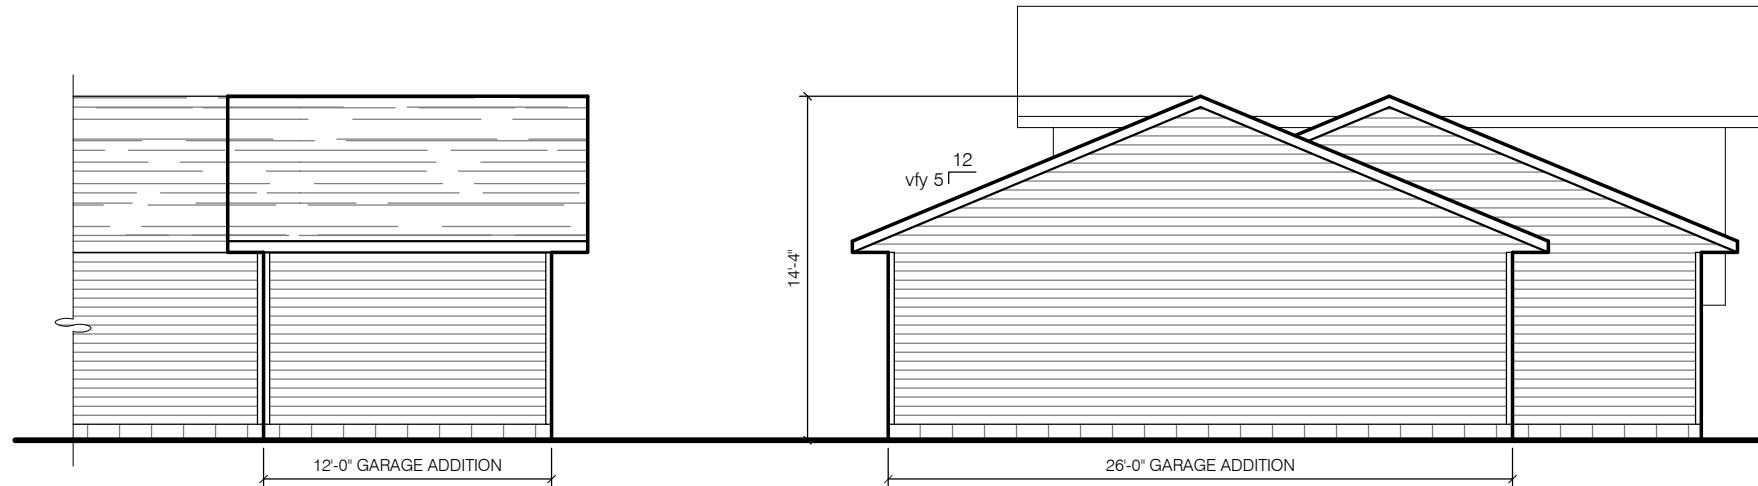 12
vfy 5
14'-4"
12'-0" GARAGE ADDITION
26'-0" GARAGE ADDITION